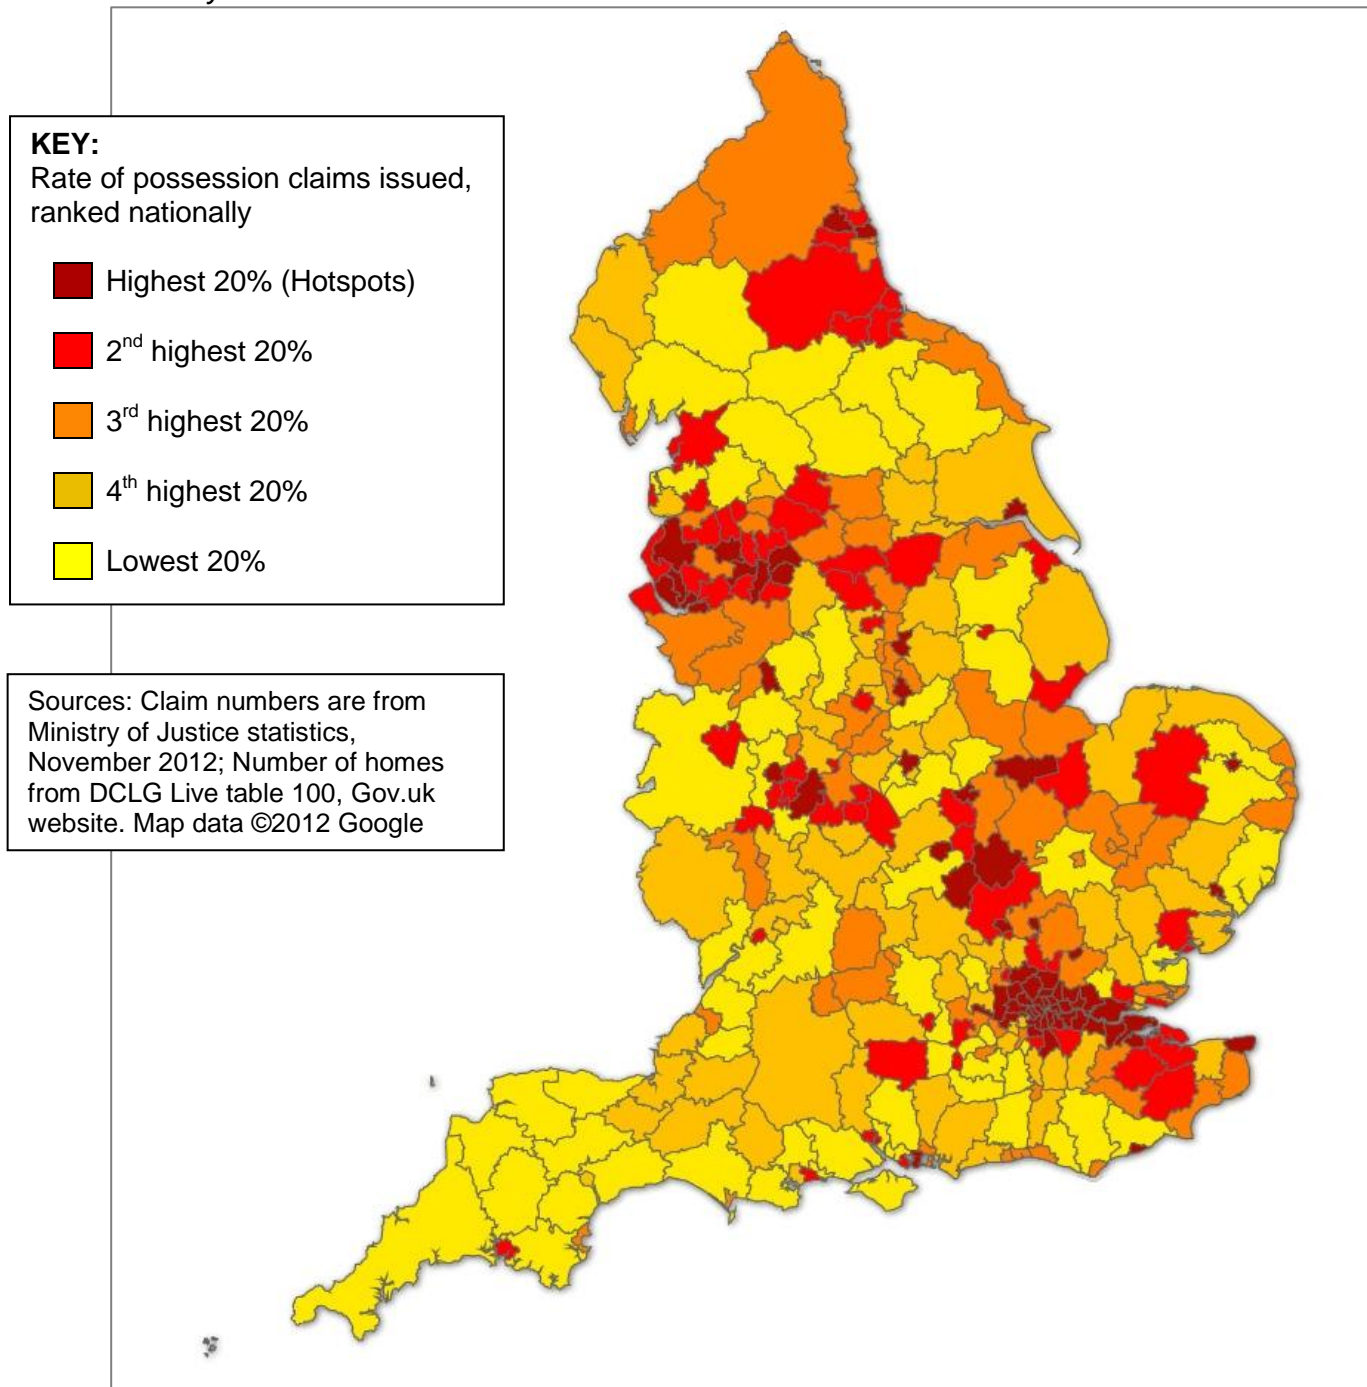 KEY:
Rate of possession claims issued,
ranked nationally
Highest 20% (Hotspots)
2nd highest 20%
3rd highest 20%
4th highest 20%
Lowest 20%
Sources: Claim numbers are from
Ministry of Justice statistics,
November 2012; Number of homes
from DCLG Live table 100, Gov.uk
website. Map data ©2012 Google